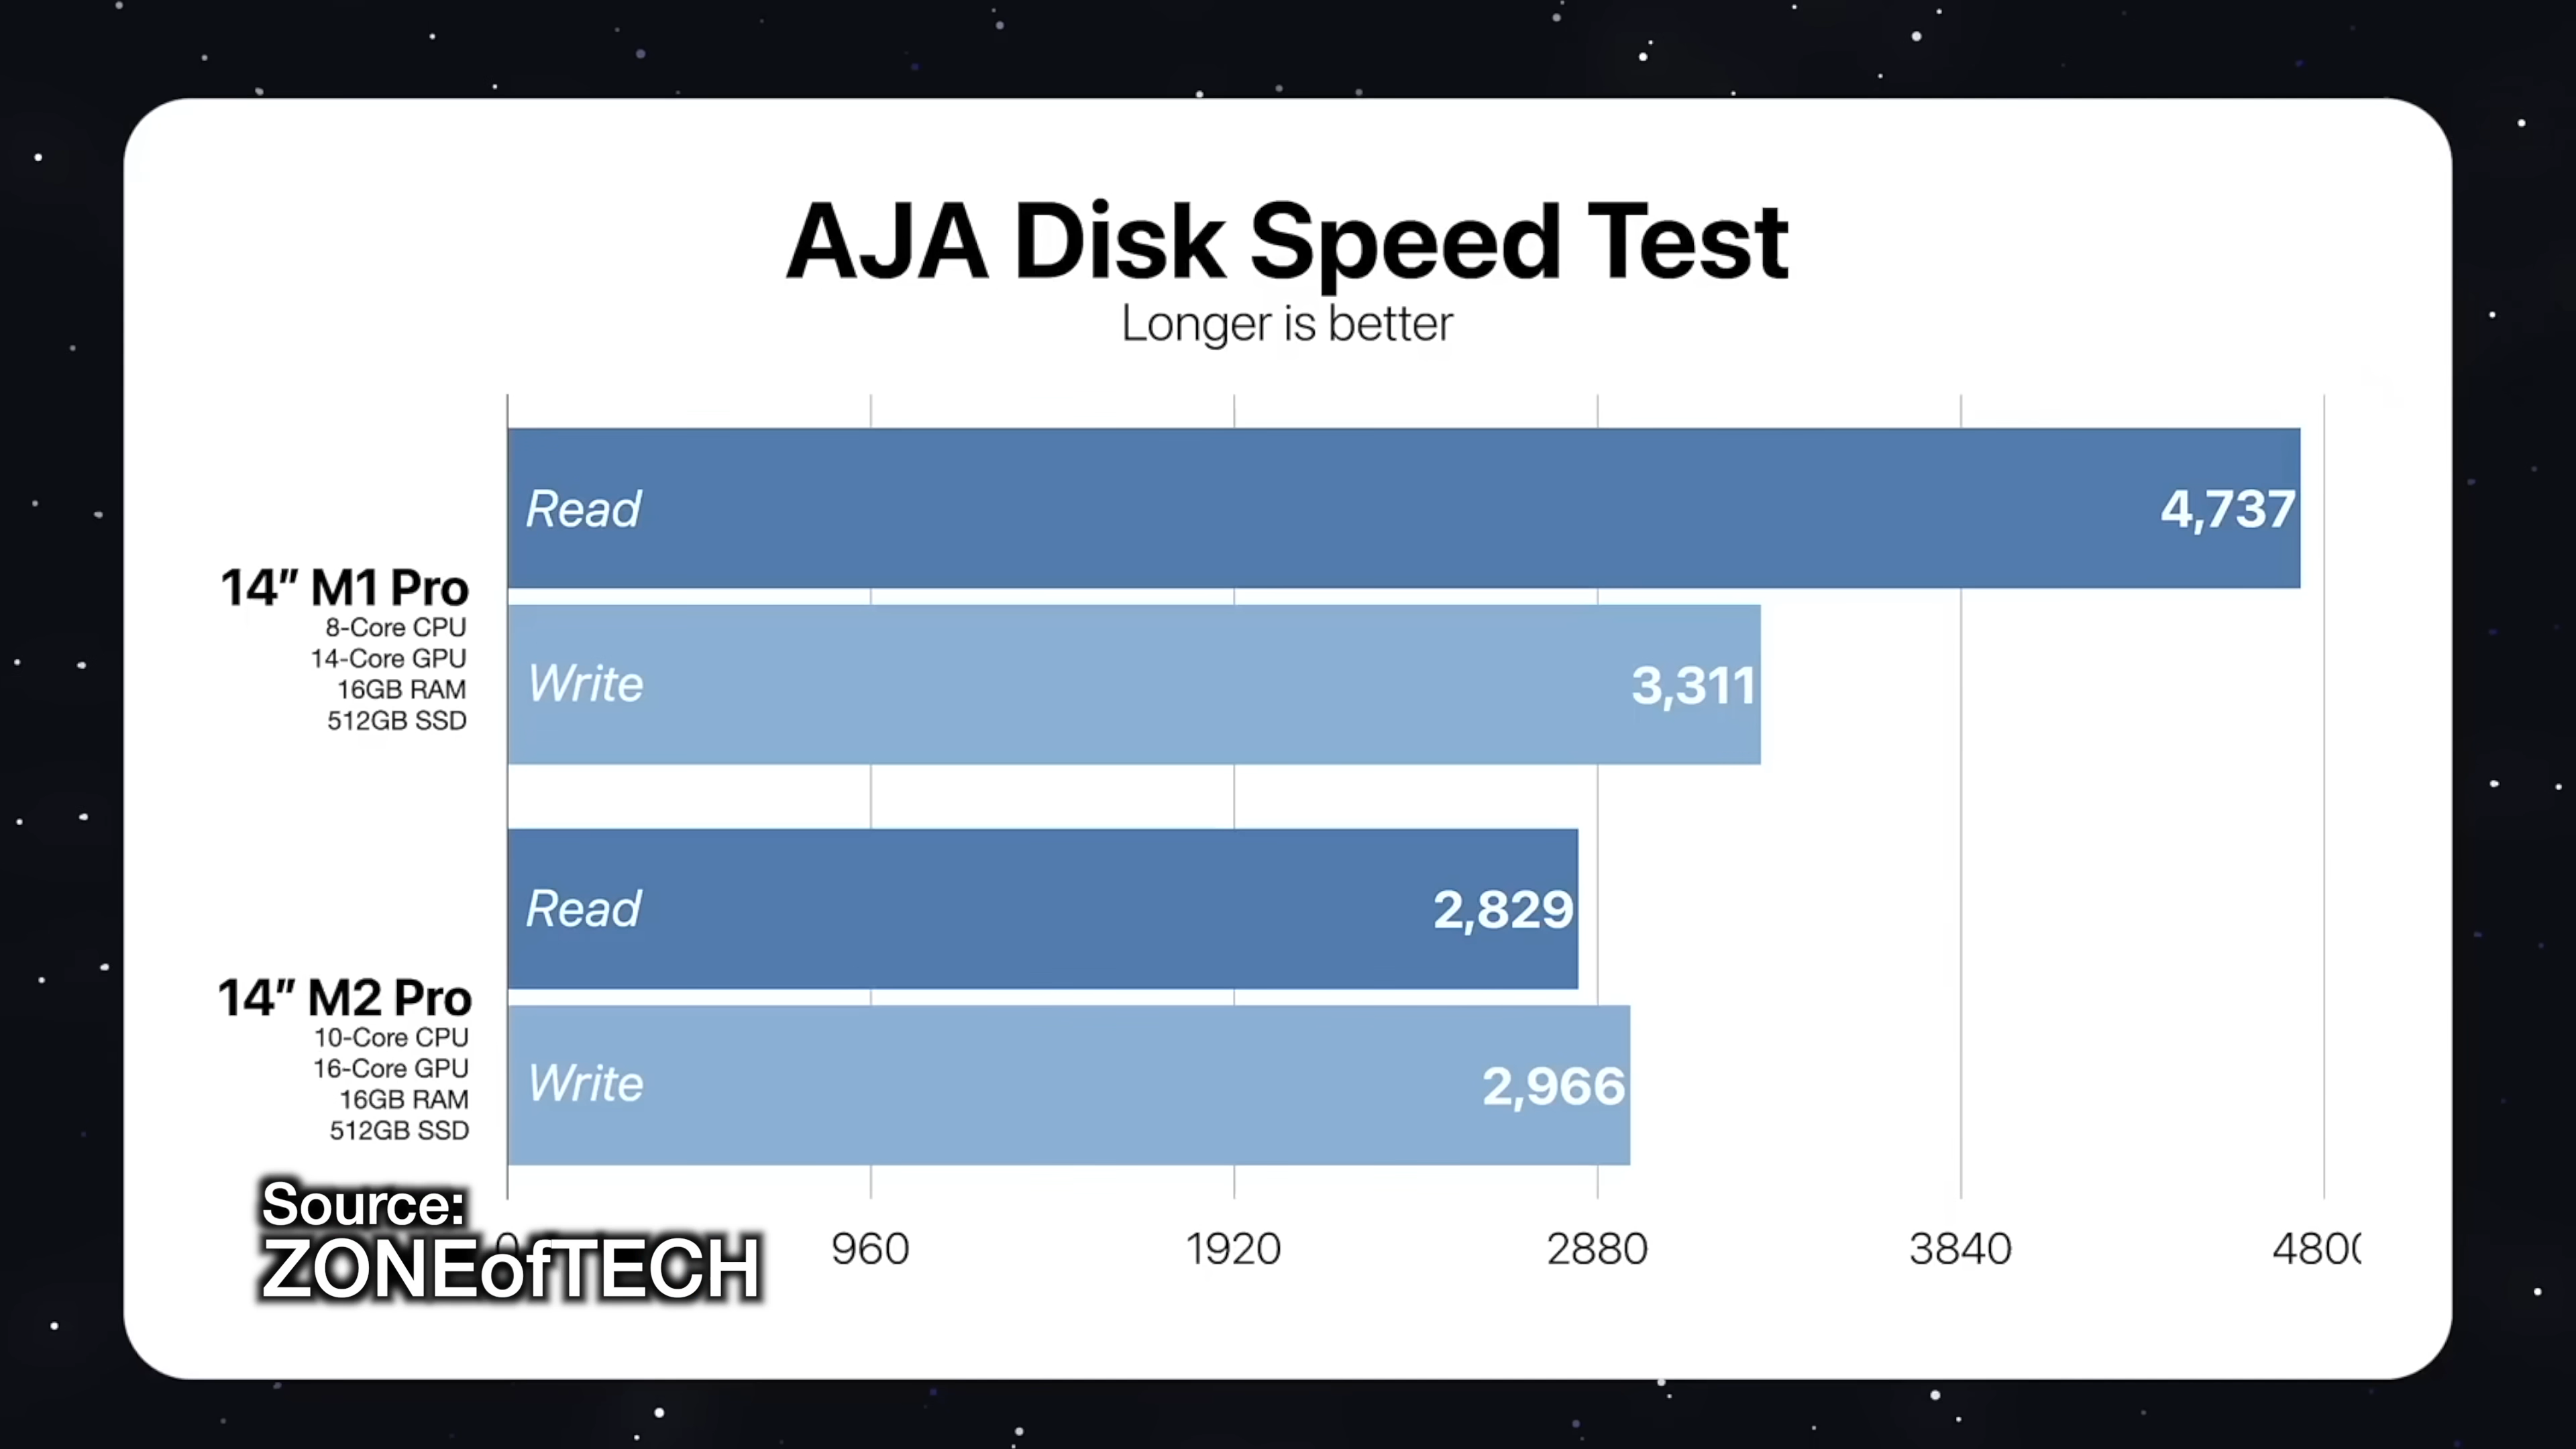 AJA Disk Speed Test
Longer is better
Read
4,737
14″ M1 Pro
8-Core CPU
14-Core GPU
16GB RAM
512GB SSD
Write
3,311
Read
2,829
14″ M2 Pro
10-Core CPU
16-Core GPU
16GB RAM
512GB SSD
Write
2,966
Source:
ZONEofTECH
0 960 1920 2880 3840 4800